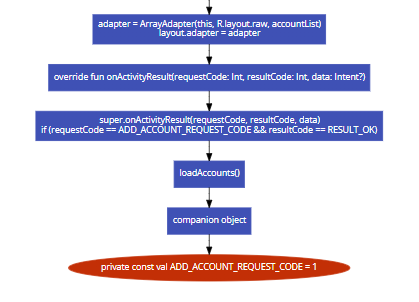 adapter = ArrayAdapter(this, R.layout.raw, accountList)
layout.adapter = adapter
override fun onActivityResult(requestCode: Int, resultCode: Int, data: Intent?)
super.onActivityResult(requestCode, resultCode, data)
if (requestCode == ADD_ACCOUNT_REQUEST_CODE && resultCode == RESULT_OK)
loadAccounts()
companion object
private const val ADD_ACCOUNT_REQUEST_CODE = 1